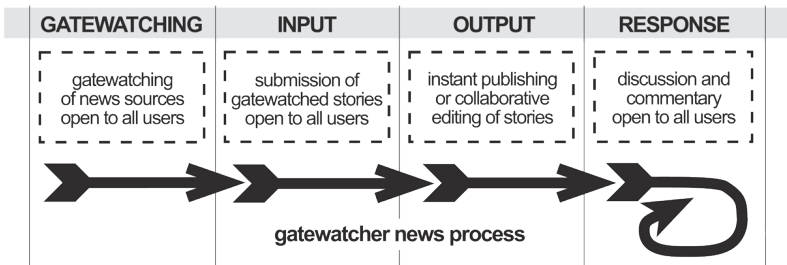 GATEWATCHING INPUT OUTPUT RESPONSE
gatewatching
of news sources
open to all users
submission of
gatewatched stories
open to all users
instant publishing
or collaborative
editing of stories
discussion and
commentary
open to all users
gatewatcher news process